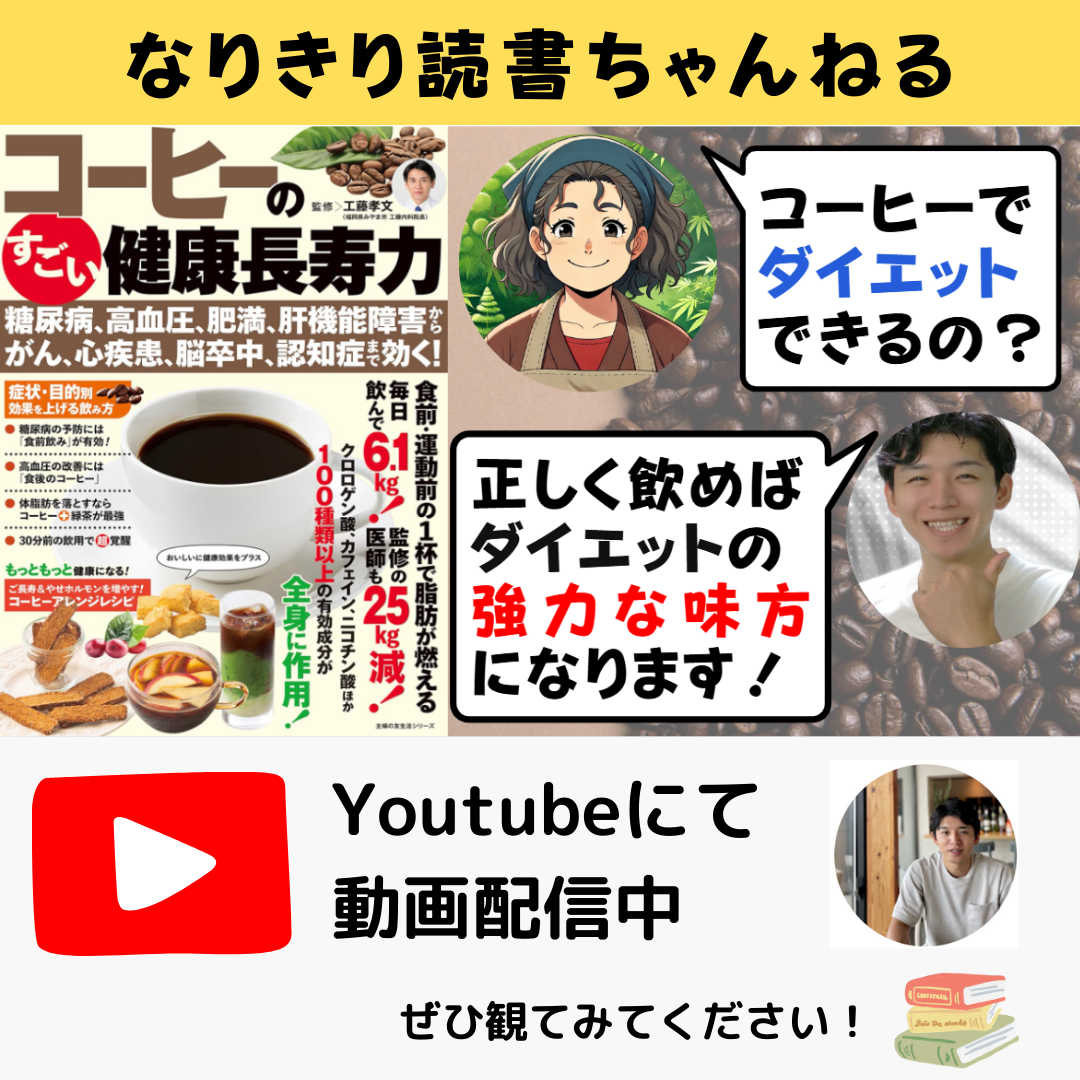 なりきり読書ちゃんねる
コーヒーの
監修＞工藤孝文
（福岡県みやま市 工藤内科院長）
すごい
健康長寿力
糖尿病、高血圧、肥満、肝機能障害から
がん、心疾患、脳卒中、認知症まで効く!
症状・目的別
効果を上げる飲み方
● 糖尿病の予防には
「食前飲み」が有効!
● 高血圧の改善には
「食後のコーヒー」
● 体脂肪を落とすなら
コーヒー＋緑茶が最強
● 30分前の飲用で超覚醒
もっともっと健康になる!
ご長寿&やせホルモンを増やす!
コーヒーアレンジレシピ
おいしいに健康効果をプラス
食前・運動前の1杯で脂肪が燃える
毎日飲んで6.1kg! 監修の医師も25kg減!
クロロゲン酸、カフェイン、ニコチン酸ほか
100種類以上の有効成分が
全身に作用!
主婦の友生活シリーズ
コーヒーで
ダイエット
できるの？
正しく飲めば
ダイエットの
強力な味方
になります！
Youtubeにて
動画配信中
ぜひ観てみてください！